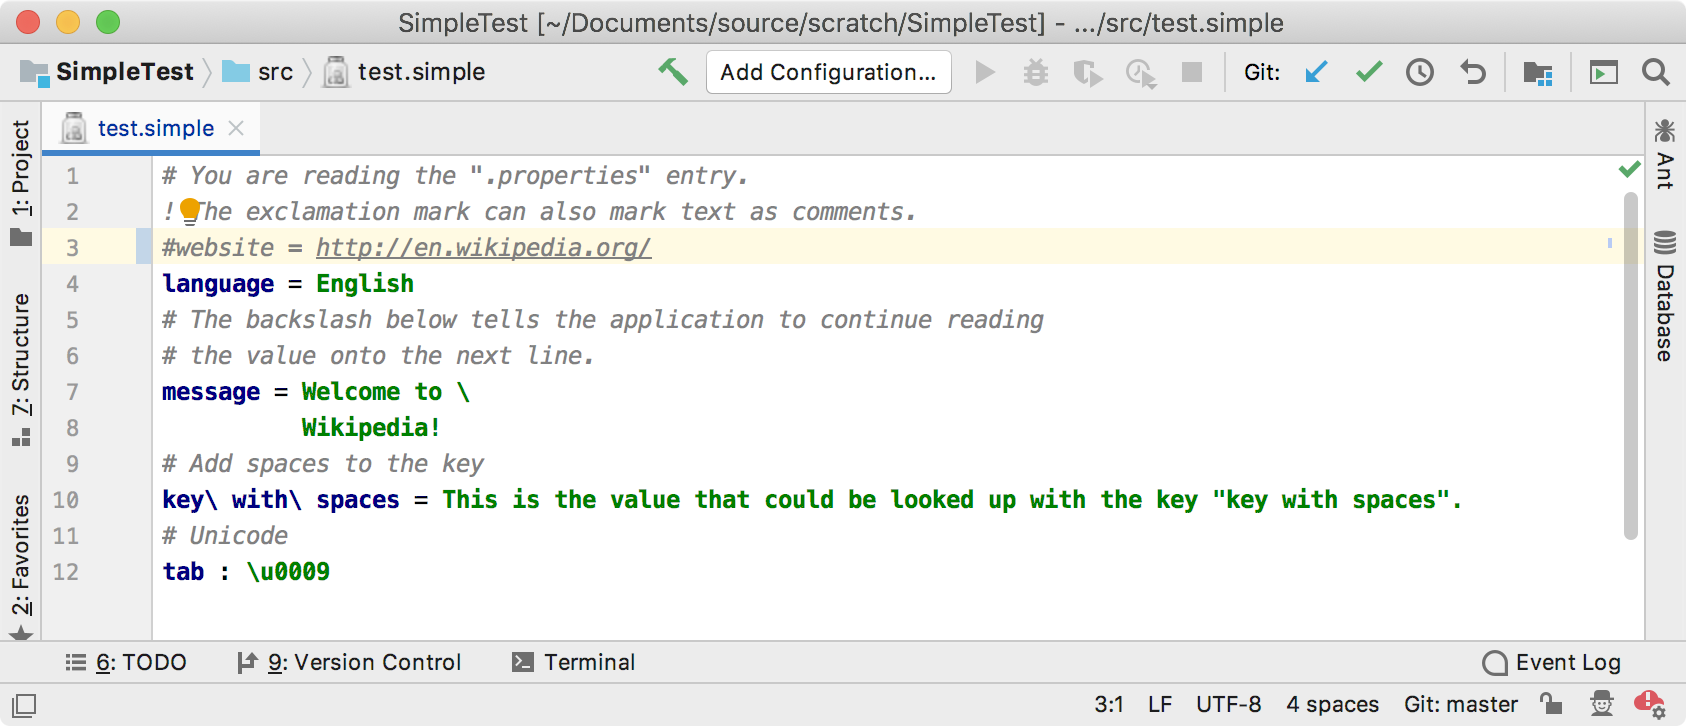 SimpleTest [~/Documents/source/scratch/SimpleTest] - .../src/test.simple
SimpleTest src test.simple Add Configuration... Git:
test.simple
1: Project
7: Structure
2: Favorites
1 # You are reading the ".properties" entry.
2 ! The exclamation mark can also mark text as comments.
3 #website = http://en.wikipedia.org/
4 language = English
5 # The backslash below tells the application to continue reading
6 # the value onto the next line.
7 message = Welcome to \
8 Wikipedia!
9 # Add spaces to the key
10 key\ with\ spaces = This is the value that could be looked up with the key "key with spaces".
11 # Unicode
12 tab : \u0009
Ant
Database
6: TODO 9: Version Control Terminal Event Log
3:1 LF UTF-8 4 spaces Git: master